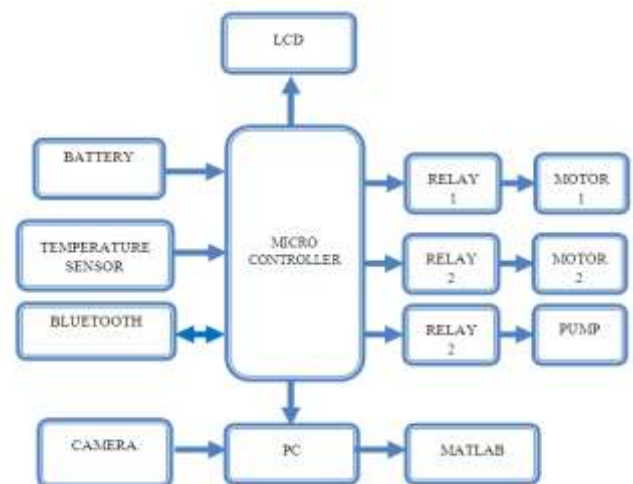 LCD
BATTERY
TEMPERATURE
SENSOR
BLUETOOTH
MICRO
CONTROLLER
RELAY
1
MOTOR
1
RELAY
2
MOTOR
2
RELAY
2
PUMP
CAMERA
PC
MATLAB